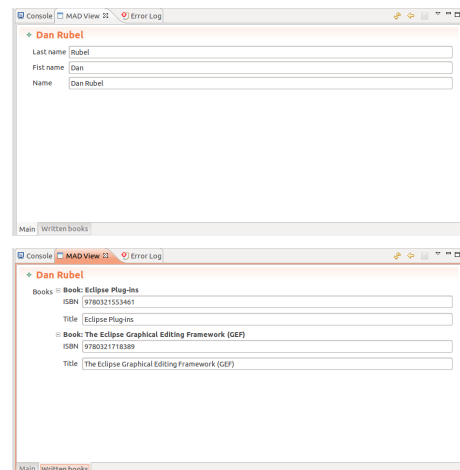 Console MAD View Error Log
Dan Rubel
Last name Rubel
Fist name Dan
Name Dan Rubel
Main Written books
Console MAD View Error Log
Dan Rubel
Books Book: Eclipse Plug-ins
ISBN 9780321553461
Title Eclipse Plug-ins
Book: The Eclipse Graphical Editing Framework (GEF)
ISBN 9780321718389
Title The Eclipse Graphical Editing Framework (GEF)
Main Written books